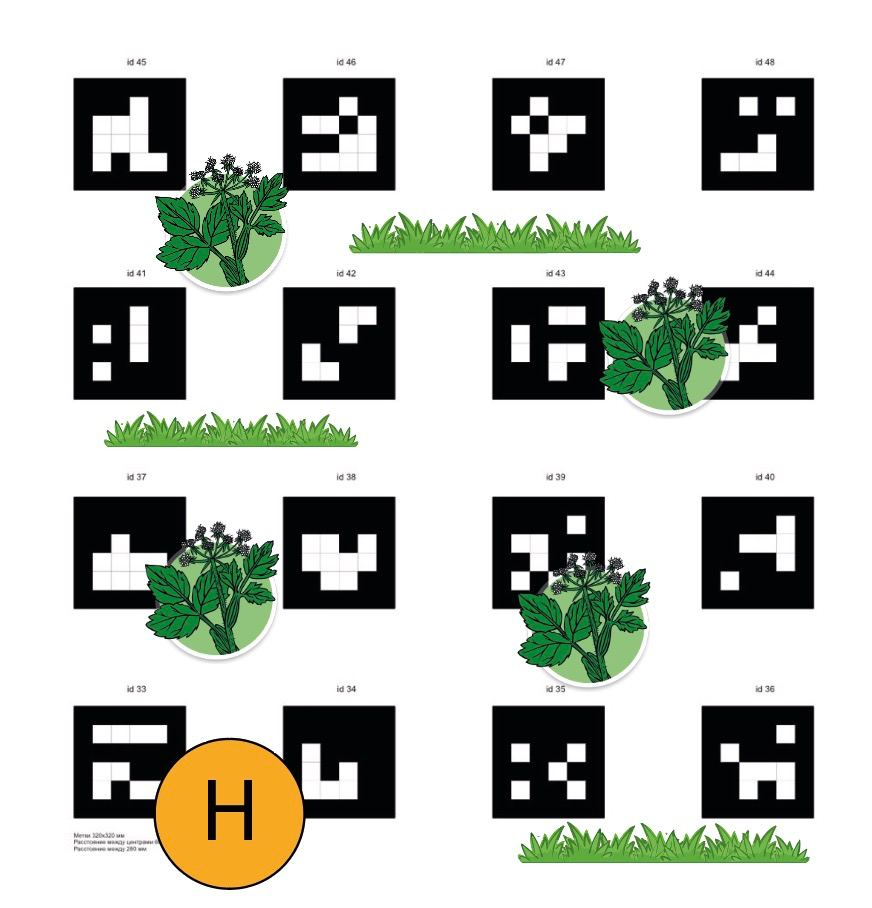 id 45
id 46
id 47
id 48
id 41
id 42
id 43
id 44
id 37
id 38
id 39
id 40
id 33
id 34
id 35
id 36
H
Метки 320x320 мм
Расстояние между центрами
Расстояние между 280 мм